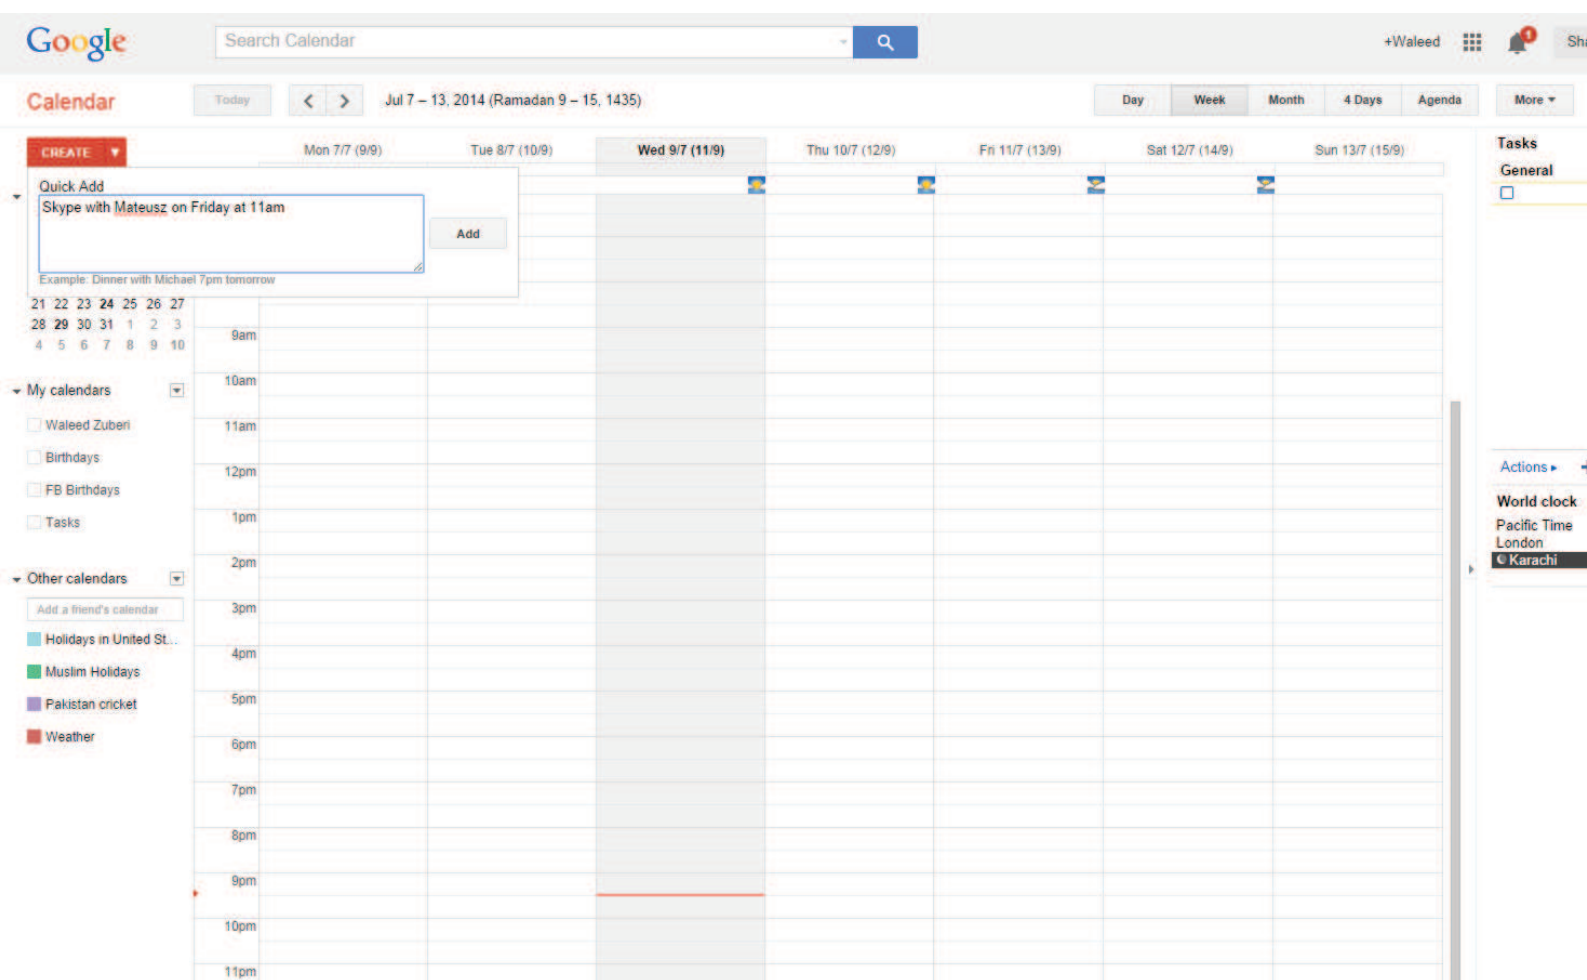 Google
Search Calendar
+Waleed
1
Sha
Calendar
Today
Jul 7 – 13, 2014 (Ramadan 9 – 15, 1435)
Day
Week
Month
4 Days
Agenda
More
CREATE
Mon 7/7 (9/9)
Tue 8/7 (10/9)
Wed 9/7 (11/9)
Thu 10/7 (12/9)
Fri 11/7 (13/9)
Sat 12/7 (14/9)
Sun 13/7 (15/9)
Tasks
General
Quick Add
Skype with Mateusz on Friday at 11am
Add
Example: Dinner with Michael 7pm tomorrow
21 22 23 24 25 26 27
28 29 30 31 1 2 3
4 5 6 7 8 9 10
My calendars
Waleed Zuberi
Birthdays
FB Birthdays
Tasks
Other calendars
Add a friend's calendar
Holidays in United St...
Muslim Holidays
Pakistan cricket
Weather
9am
10am
11am
12pm
1pm
2pm
3pm
4pm
5pm
6pm
7pm
8pm
9pm
10pm
11pm
Actions
World clock
Pacific Time
London
Karachi